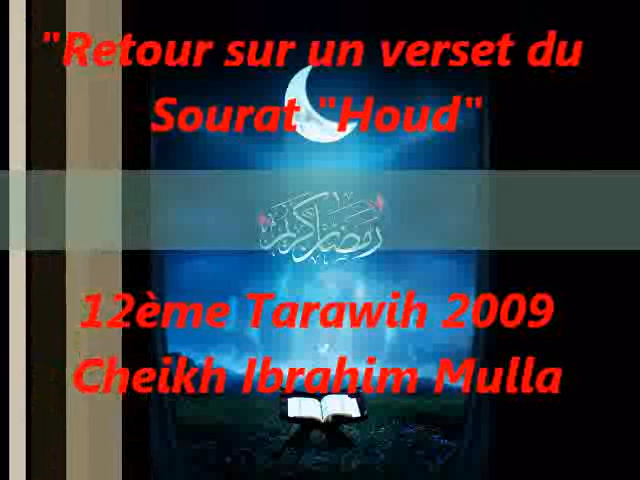 "Retour sur un verset du
Sourat "Houd"
رمضان كريم
12ème Tarawih 2009
Cheikh Ibrahim Mulla